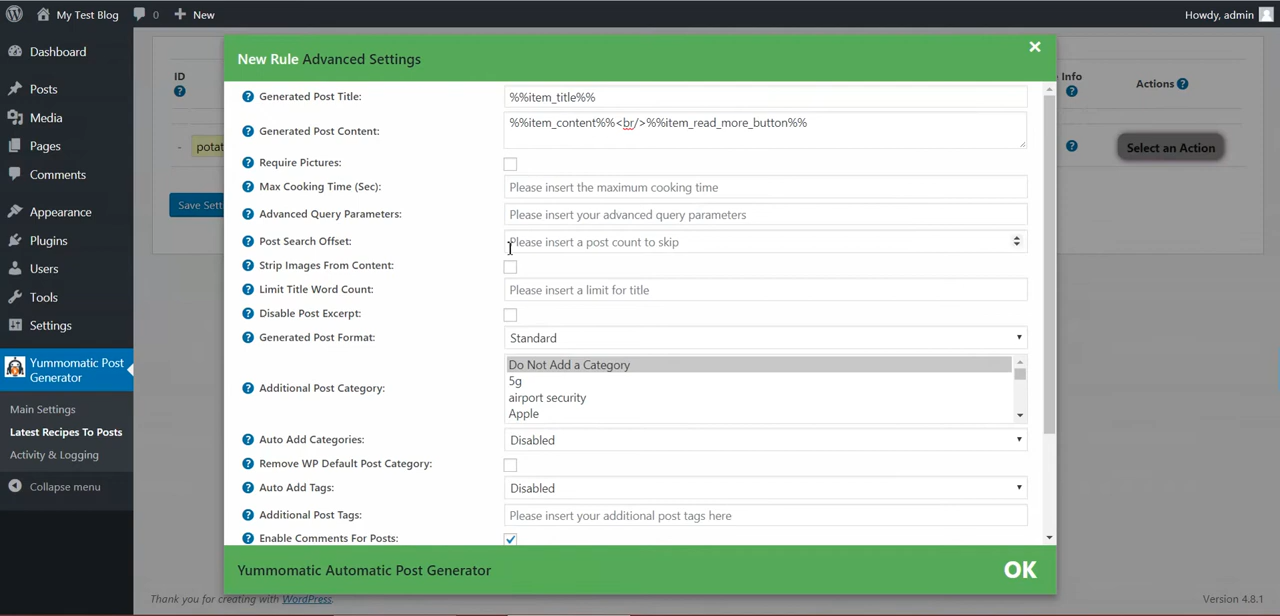 My Test Blog
0
New
Howdy, admin
Dashboard
Posts
Media
Pages
Comments
Appearance
Plugins
Users
Tools
Settings
Yummomatic Post
Generator
Main Settings
Latest Recipes To Posts
Activity & Logging
Collapse menu
ID
Info
Actions
-
Select an Action
New Rule Advanced Settings
×
Generated Post Title:
%%item_title%%
Generated Post Content:
%%item_content%%<br/>%%item_read_more_button%%
Require Pictures:
Max Cooking Time (Sec):
Please insert the maximum cooking time
Advanced Query Parameters:
Please insert your advanced query parameters
Post Search Offset:
Please insert a post count to skip
Strip Images From Content:
Limit Title Word Count:
Please insert a limit for title
Disable Post Excerpt:
Generated Post Format:
Standard
Additional Post Category:
Do Not Add a Category
5g
airport security
Apple
Auto Add Categories:
Disabled
Remove WP Default Post Category:
Auto Add Tags:
Disabled
Additional Post Tags:
Please insert your additional post tags here
Enable Comments For Posts:
Yummomatic Automatic Post Generator
OK
Thank you for creating with WordPress.
Version 4.8.1